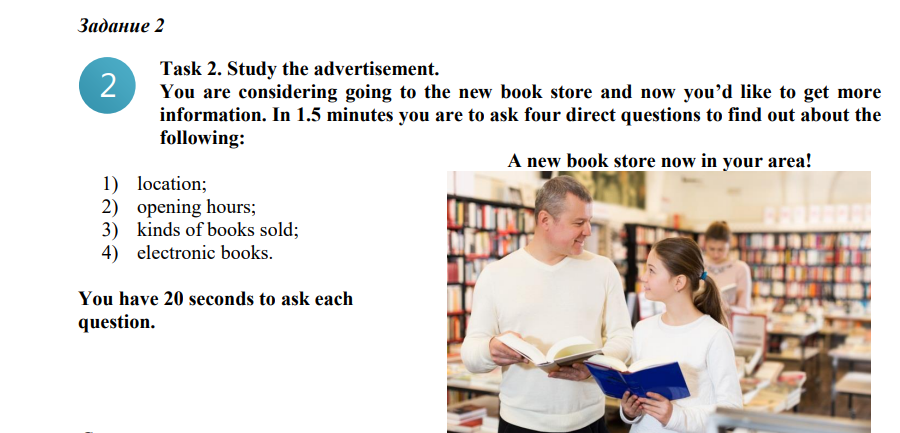 Задание 2
2
Task 2. Study the advertisement.
You are considering going to the new book store and now you’d like to get more
information. In 1.5 minutes you are to ask four direct questions to find out about the
following:
A new book store now in your area!
1) location;
2) opening hours;
3) kinds of books sold;
4) electronic books.
You have 20 seconds to ask each
question.